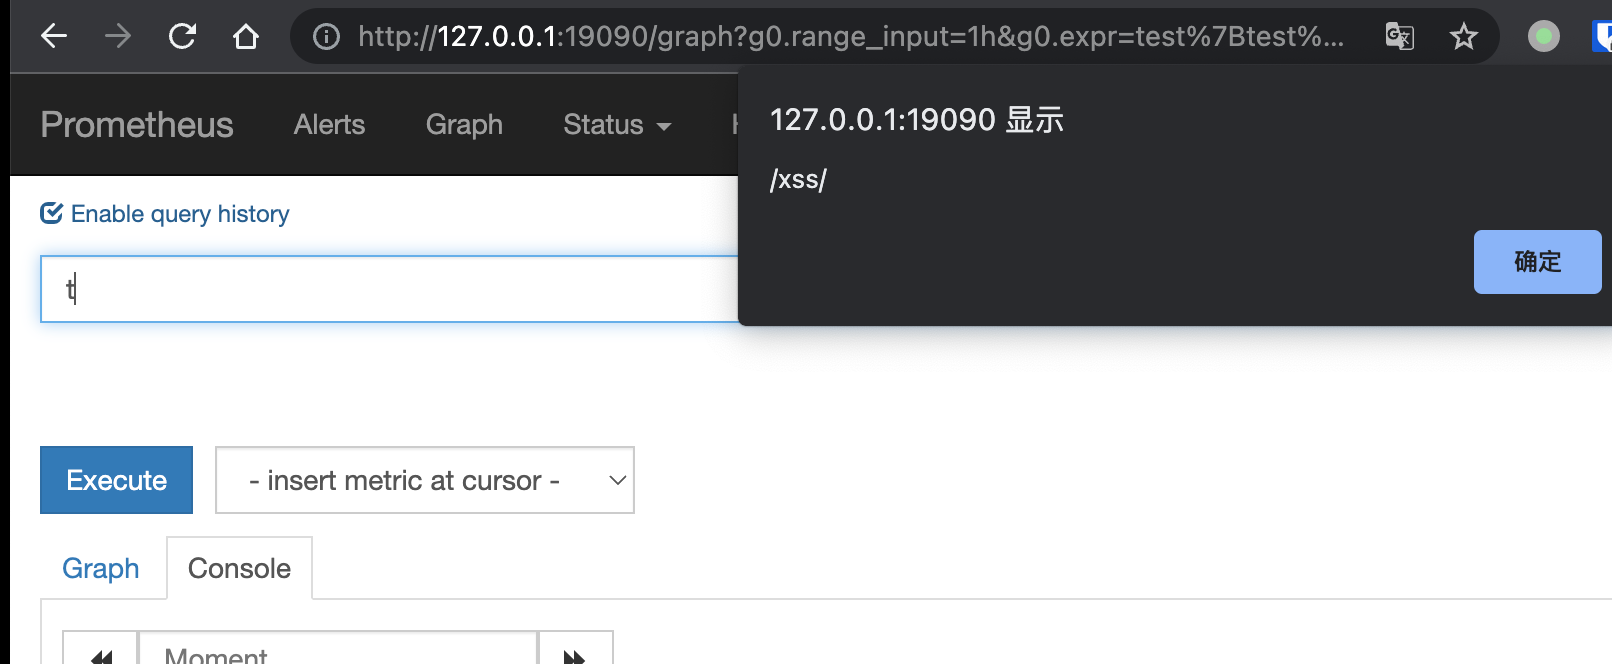 http://127.0.0.1:19090/graph?g0.range_input=1h&g0.expr=test%7Btest%...
Prometheus Alerts Graph Status
127.0.0.1:19090 显示
/xss/
确定
Enable query history
t
Execute - insert metric at cursor -
Graph Console
Moment